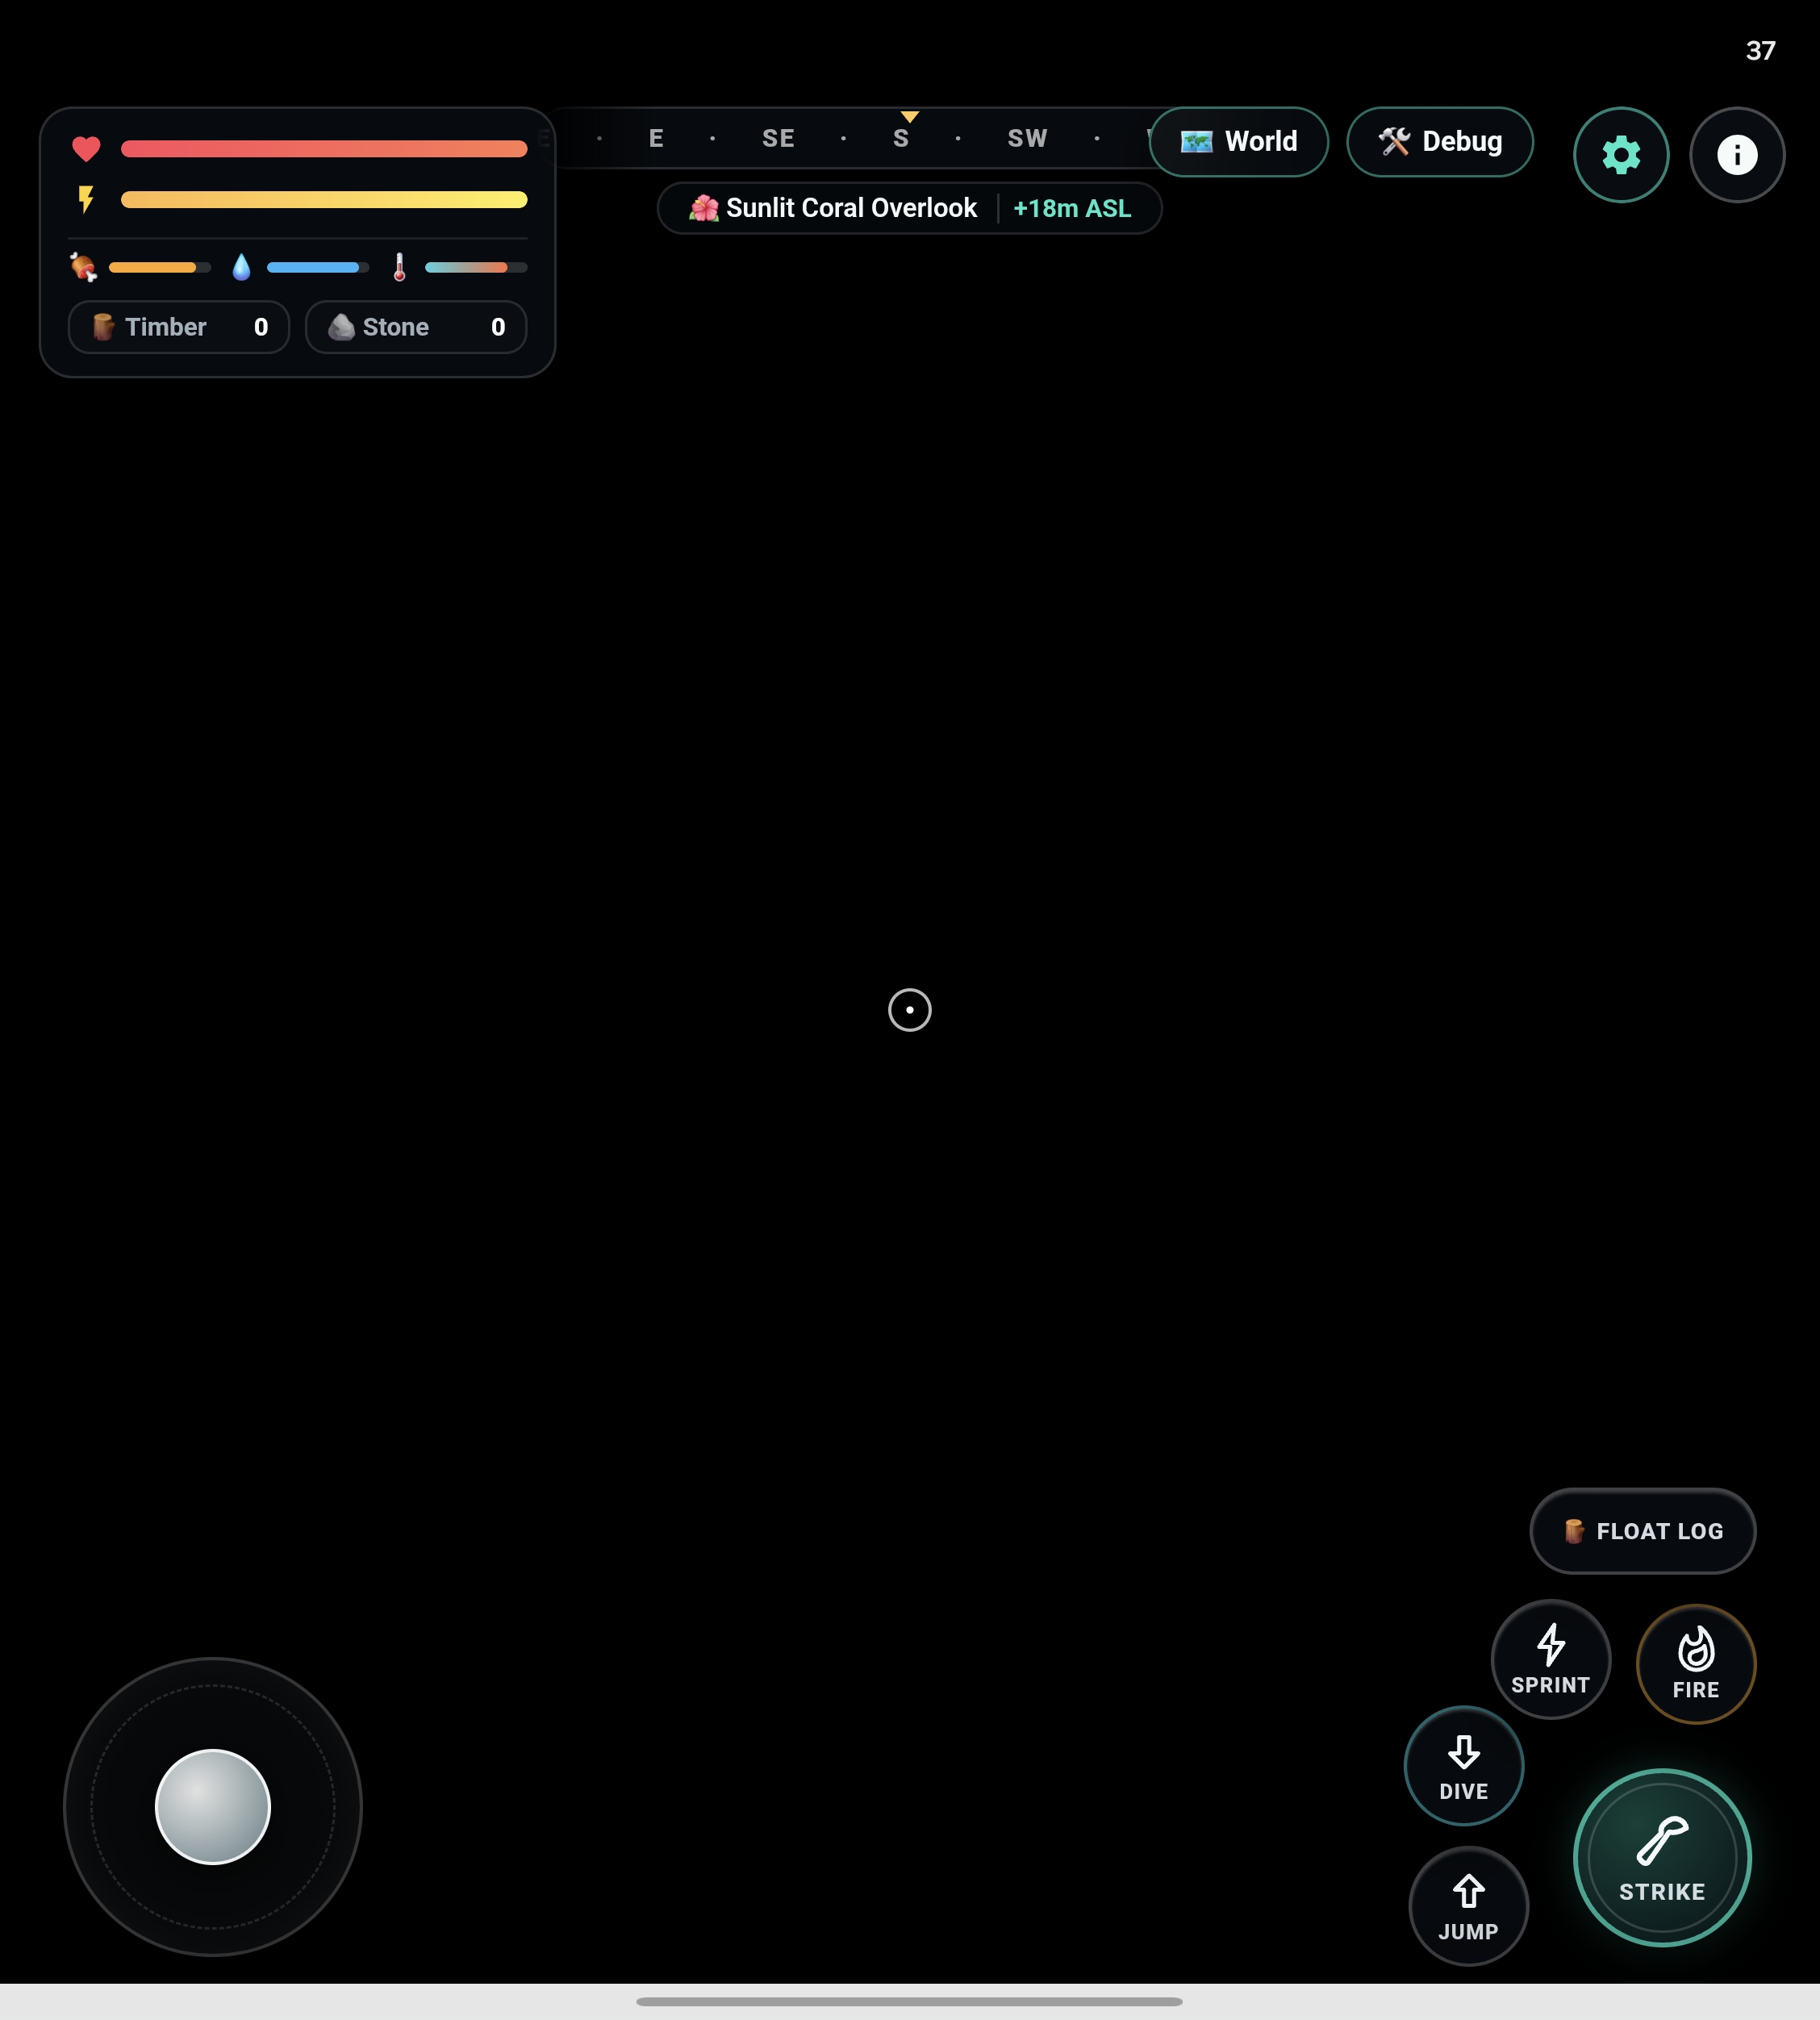 37
E · SE · S · SW ·
World
Debug
Sunlit Coral Overlook
+18m ASL
Timber 0
Stone 0
FLOAT LOG
SPRINT
FIRE
DIVE
STRIKE
JUMP